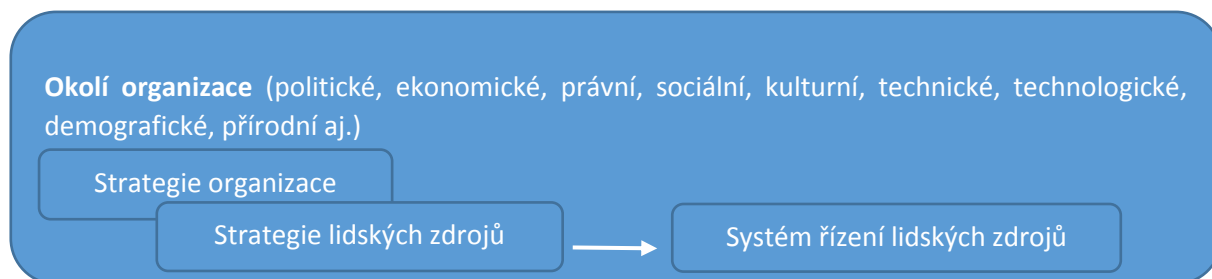 Okolí organizace (politické, ekonomické, právní, sociální, kulturní, technické, technologické,
demografické, přírodní aj.)
Strategie organizace
Strategie lidských zdrojů
Systém řízení lidských zdrojů